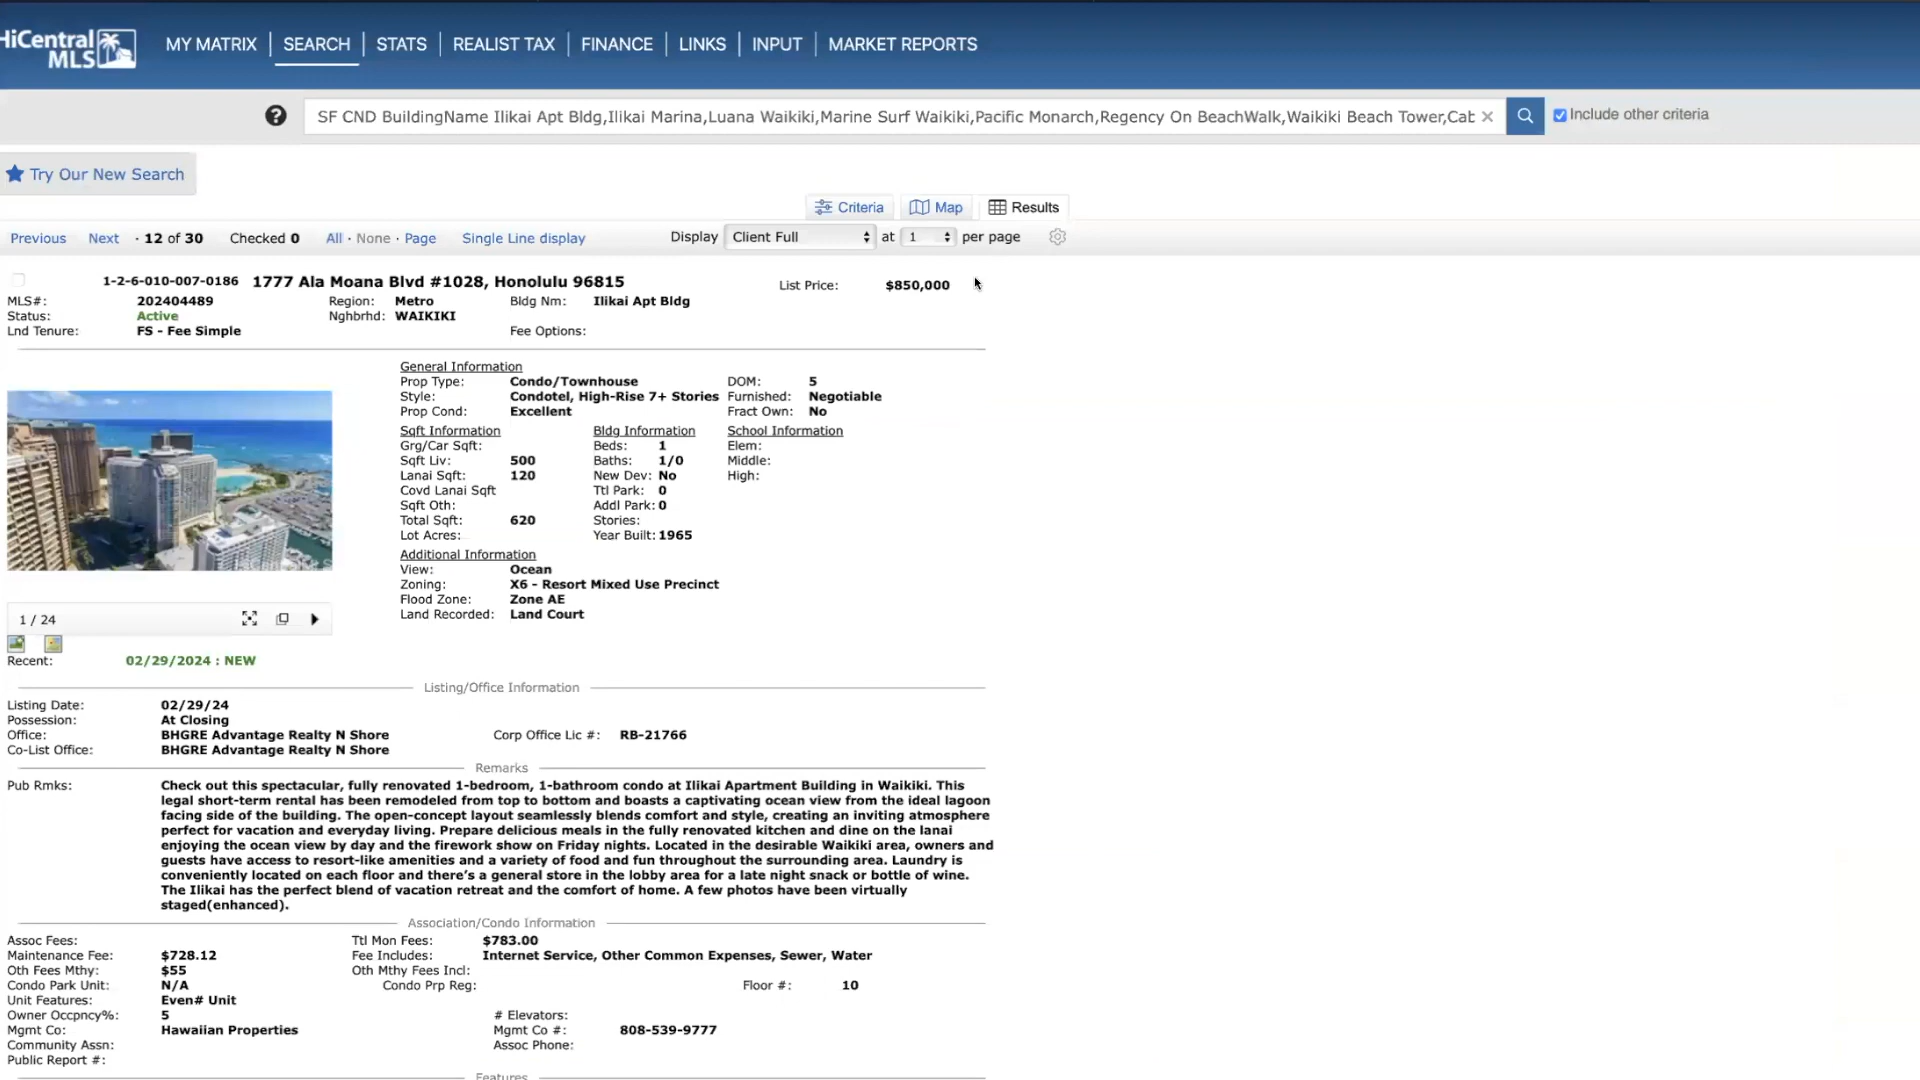 HiCentral MLS
MY MATRIX | SEARCH | STATS | REALIST TAX | FINANCE | LINKS | INPUT | MARKET REPORTS
SF CND BuildingName Ilikai Apt Bldg,Ilikai Marina,Luana Waikiki,Marine Surf Waikiki,Pacific Monarch,Regency On BeachWalk,Waikiki Beach Tower,Cab
Include other criteria
Try Our New Search
Criteria Map Results
Previous Next · 12 of 30 Checked 0 All · None · Page Single Line display Display Client Full at 1 per page
1-2-6-010-007-0186 1777 Ala Moana Blvd #1028, Honolulu 96815 List Price: $850,000
MLS#: 202404489 Region: Metro Bldg Nm: Ilikai Apt Bldg
Status: Active Nghbrhd: WAIKIKI
Lnd Tenure: FS - Fee Simple Fee Options:
General Information
Prop Type: Condo/Townhouse DOM: 5
Style: Condotel, High-Rise 7+ Stories Furnished: Negotiable
Prop Cond: Excellent Fract Own: No
Sqft Information Bldg Information School Information
Grg/Car Sqft: Beds: 1 Elem:
Sqft Liv: 500 Baths: 1/0 Middle:
Lanai Sqft: 120 New Dev: No High:
Covd Lanai Sqft Ttl Park: 0
Sqft Oth: Addl Park: 0
Total Sqft: 620 Stories:
Lot Acres: Year Built: 1965
Additional Information
View: Ocean
Zoning: X6 - Resort Mixed Use Precinct
Flood Zone: Zone AE
Land Recorded: Land Court
1 / 24
Recent: 02/29/2024 : NEW
Listing/Office Information
Listing Date: 02/29/24
Possession: At Closing
Office: BHGRE Advantage Realty N Shore Corp Office Lic #: RB-21766
Co-List Office: BHGRE Advantage Realty N Shore
Remarks
Pub Rmks: Check out this spectacular, fully renovated 1-bedroom, 1-bathroom condo at Ilikai Apartment Building in Waikiki. This
legal short-term rental has been remodeled from top to bottom and boasts a captivating ocean view from the ideal lagoon
facing side of the building. The open-concept layout seamlessly blends comfort and style, creating an inviting atmosphere
perfect for vacation and everyday living. Prepare delicious meals in the fully renovated kitchen and dine on the lanai
enjoying the ocean view by day and the firework show on Friday nights. Located in the desirable Waikiki area, owners and
guests have access to resort-like amenities and a variety of food and fun throughout the surrounding area. Laundry is
conveniently located on each floor and there's a general store in the lobby area for a late night snack or bottle of wine.
The Ilikai has the perfect blend of vacation retreat and the comfort of home. A few photos have been virtually
staged(enhanced).
Association/Condo Information
Assoc Fees: Ttl Mon Fees: $783.00
Maintenance Fee: $728.12 Fee Includes: Internet Service, Other Common Expenses, Sewer, Water
Oth Fees Mthy: $55 Oth Mthy Fees Incl:
Condo Park Unit: N/A Condo Prp Reg: Floor #: 10
Unit Features: Even# Unit
Owner Occpncy%: 5 # Elevators:
Mgmt Co: Hawaiian Properties Mgmt Co #: 808-539-9777
Community Assn: Assoc Phone:
Public Report #:
Features